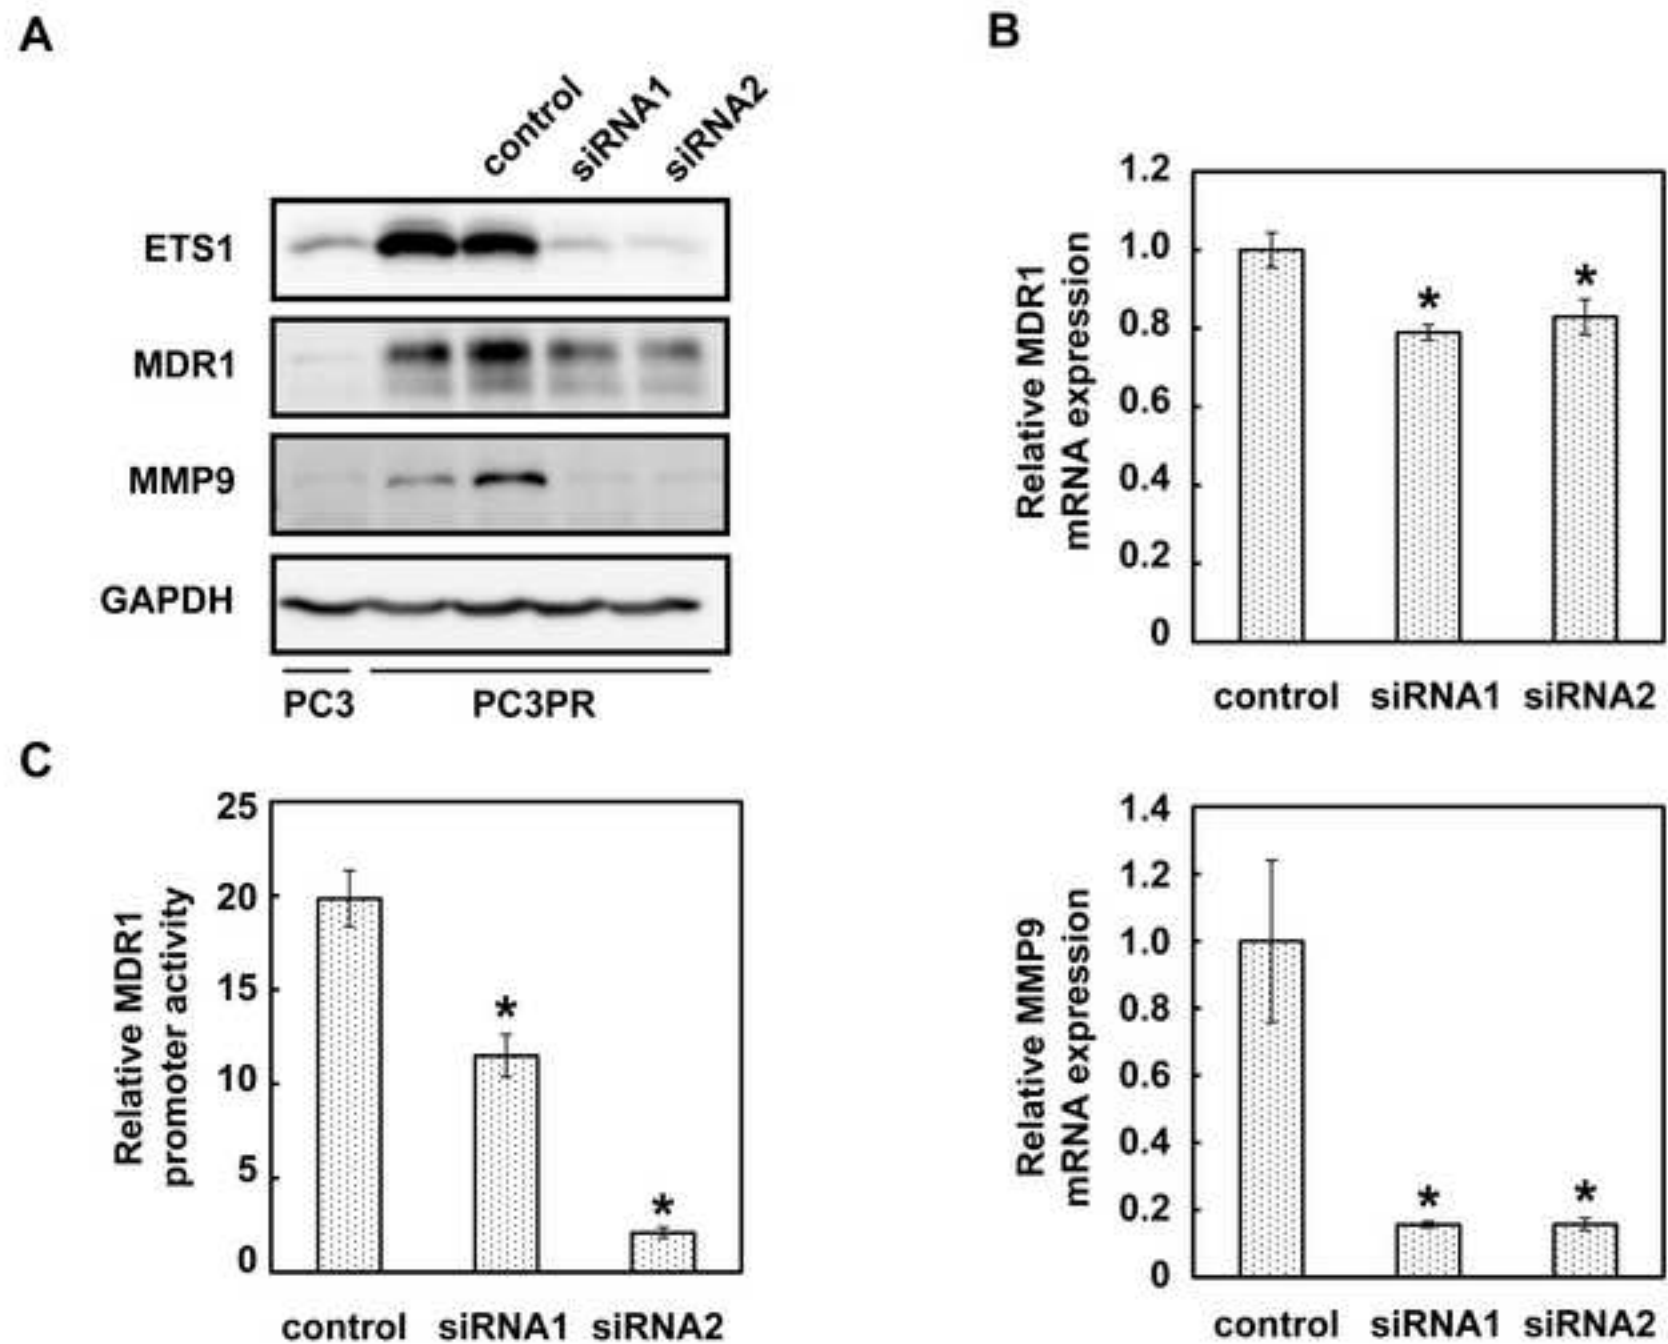 A
control
siRNA1
siRNA2
ETS1
MDR1
MMP9
GAPDH
PC3
PC3PR
B
Relative MDR1
mRNA expression
1.2
1.0
0.8
0.6
0.4
0.2
0
*
*
control siRNA1 siRNA2
C
Relative MDR1
promoter activity
25
20
15
10
5
0
*
*
control siRNA1 siRNA2
Relative MMP9
mRNA expression
1.4
1.2
1.0
0.8
0.6
0.4
0.2
0
*
*
control siRNA1 siRNA2